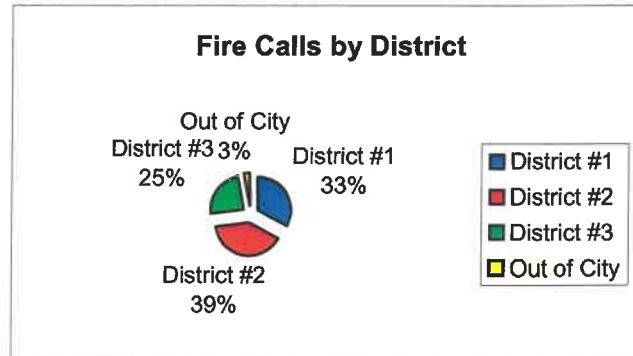 Fire Calls by District
Out of City
3%
District #3
25%
District #1
33%
District #2
39%
District #1
District #2
District #3
Out of City